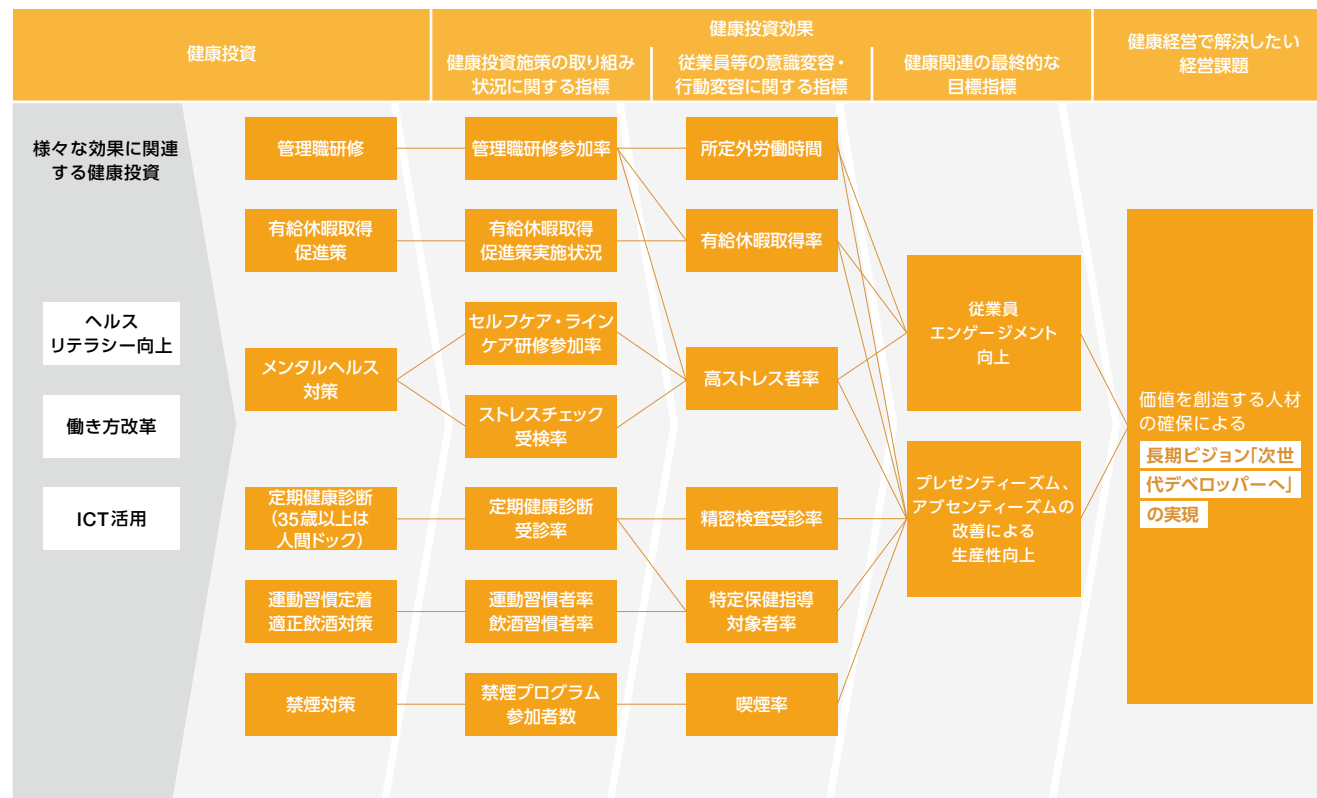 健康投資
健康投資効果
健康投資施策の取り組み
状況に関する指標
従業員等の意識変容・
行動変容に関する指標
健康関連の最終的な
目標指標
健康経営で解決したい
経営課題
様々な効果に関連
する健康投資
ヘルス
リテラシー向上
働き方改革
ICT活用
管理職研修
有給休暇取得
促進策
メンタルヘルス
対策
定期健康診断
（35歳以上は
人間ドック）
運動習慣定着
適正飲酒対策
禁煙対策
管理職研修参加率
有給休暇取得
促進策実施状況
セルフケア・ライン
ケア研修参加率
ストレスチェック
受検率
定期健康診断
受診率
運動習慣者率
飲酒習慣者率
禁煙プログラム
参加者数
所定外労働時間
有給休暇取得率
高ストレス者率
精密検査受診率
特定保健指導
対象者率
喫煙率
従業員
エンゲージメント
向上
プレゼンティーズム、
アブセンティーズムの
改善による
生産性向上
価値を創造する人材
の確保による
長期ビジョン「次世
代デベロッパーへ」
の実現